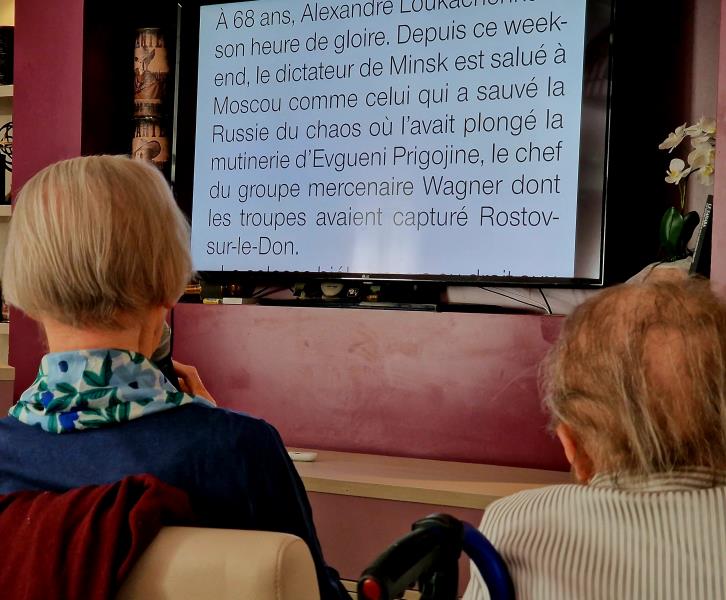 À 68 ans, Alexandre Loukachenko
son heure de gloire. Depuis ce week-
end, le dictateur de Minsk est salué à
Moscou comme celui qui a sauvé la
Russie du chaos où l'avait plongé la
mutinerie d'Evgueni Prigojine, le chef
du groupe mercenaire Wagner dont
les troupes avaient capturé Rostov-
sur-le-Don.
LG